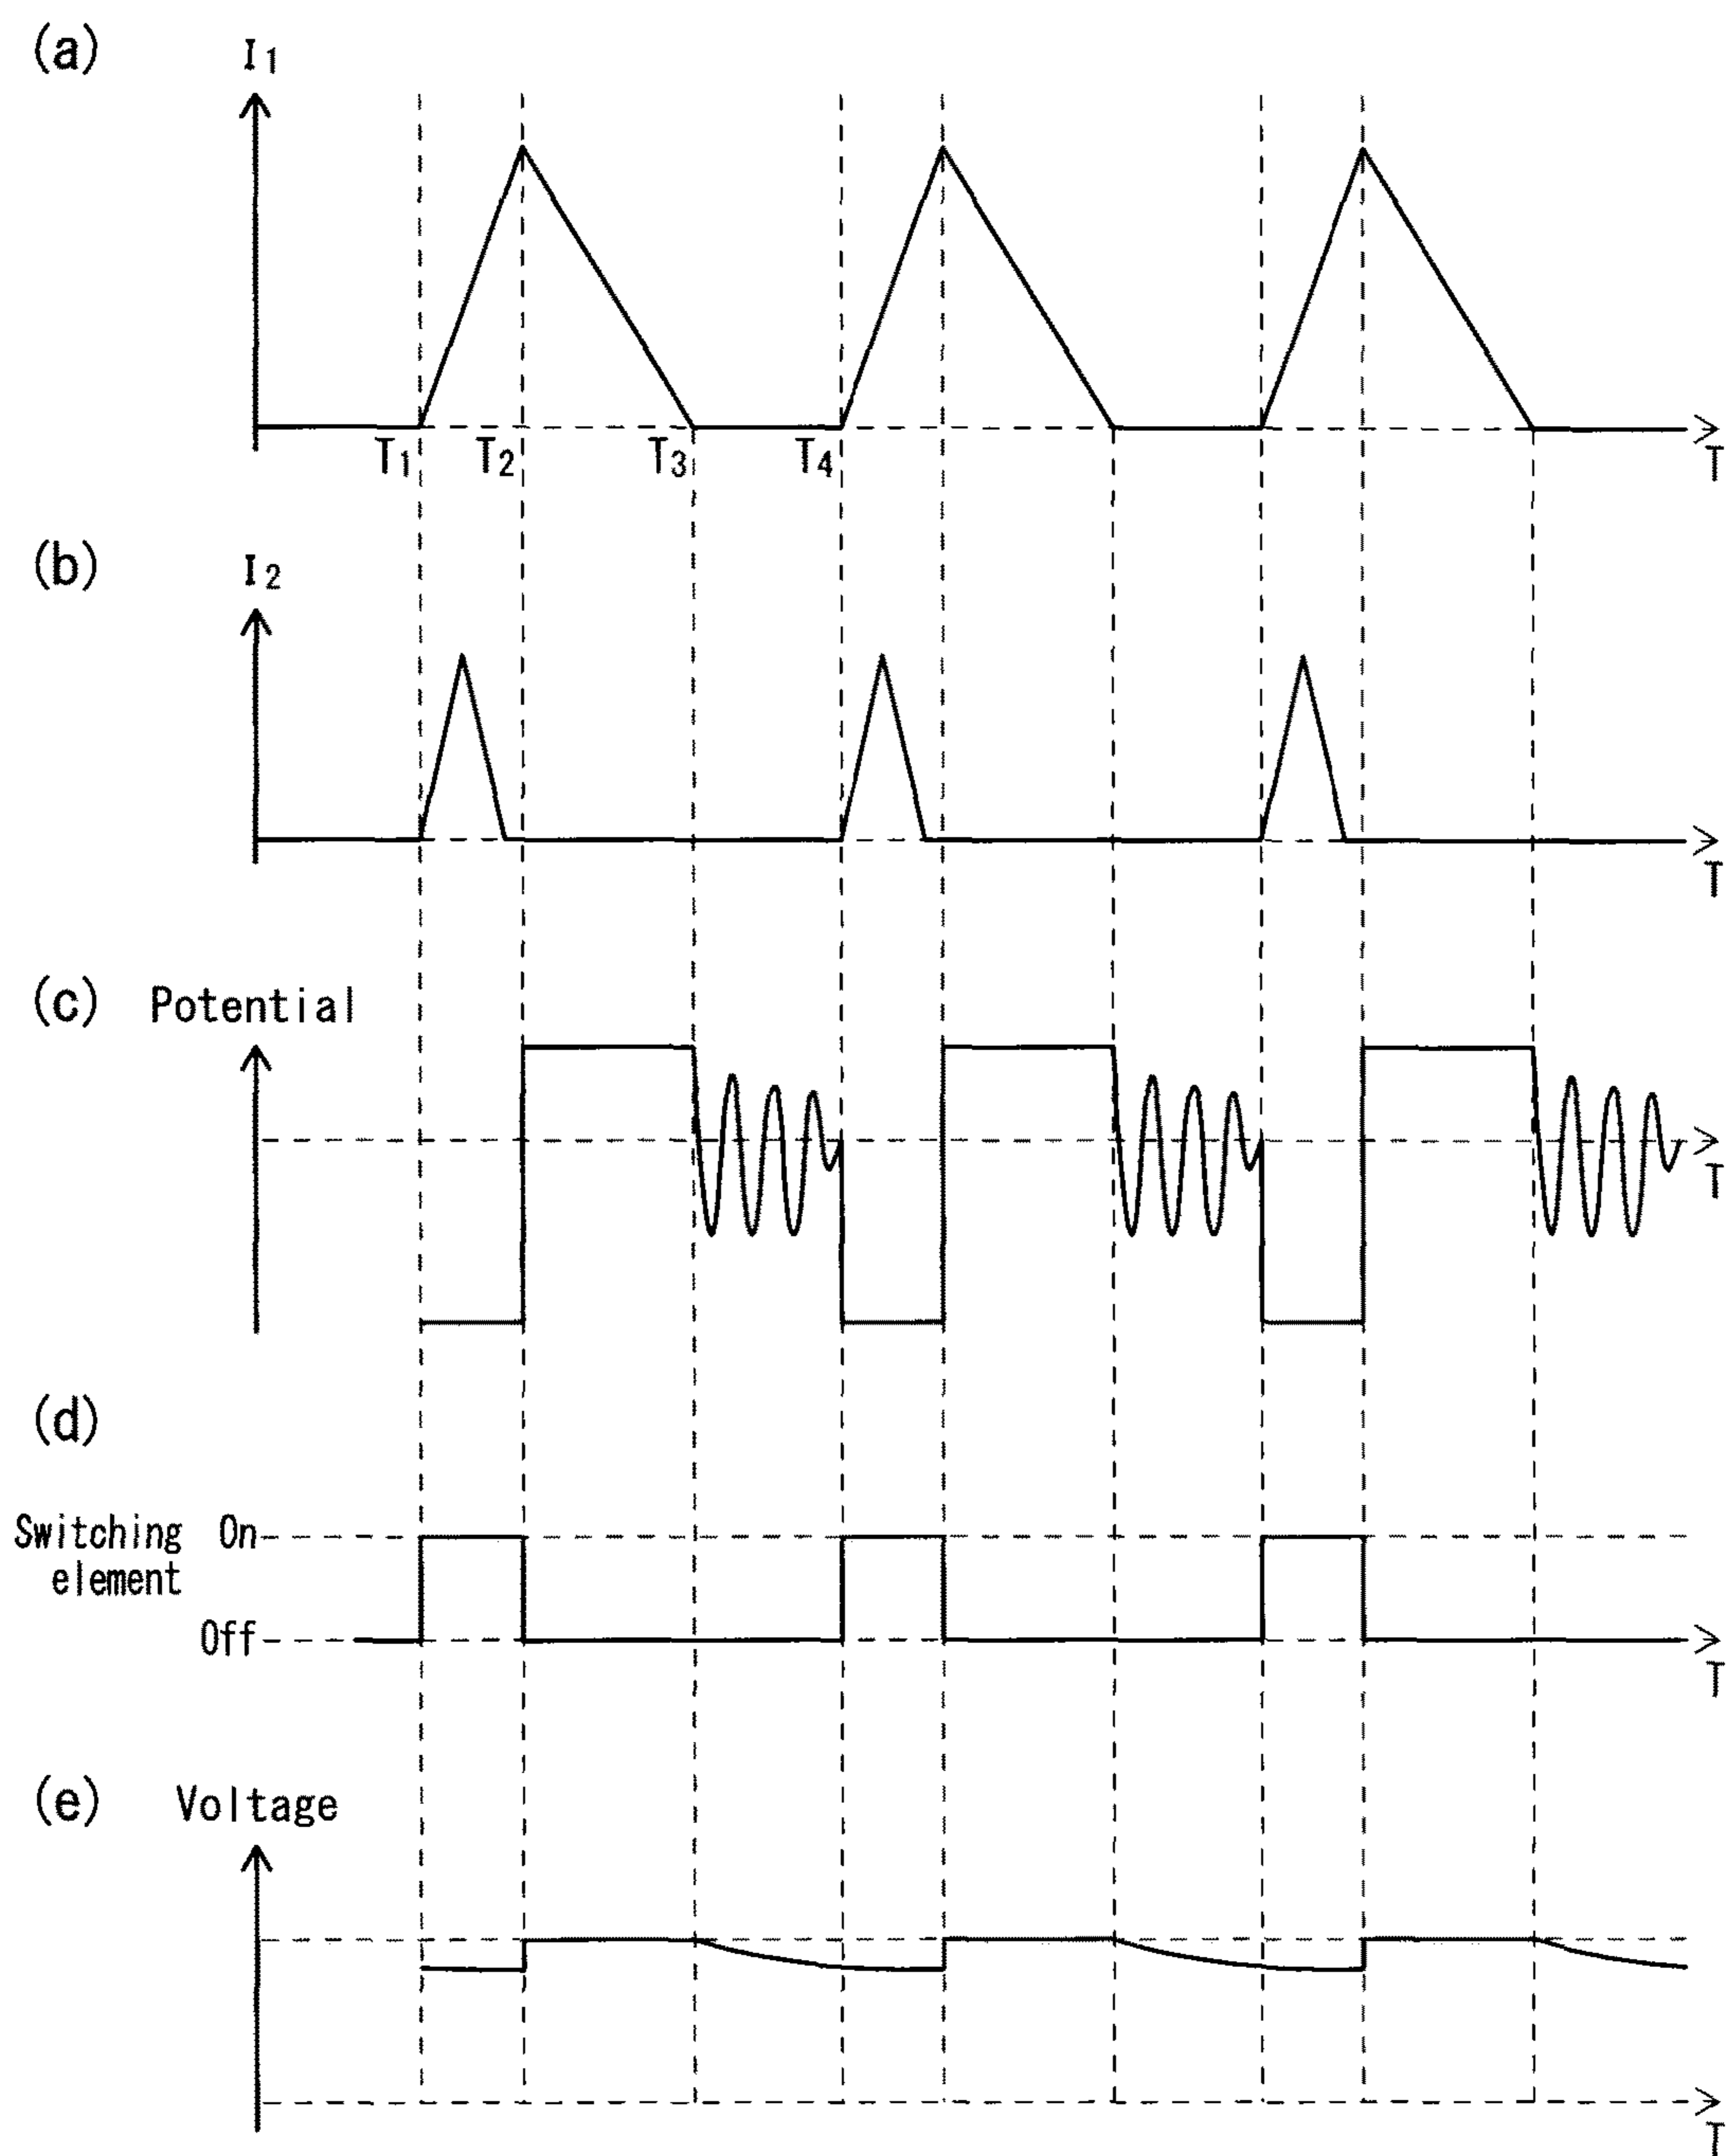 (a)
I1
T1 T2 T3 T4
T
(b)
I2
T
(c) Potential
T
(d)
Switching On
element
Off
T
(e) Voltage
T